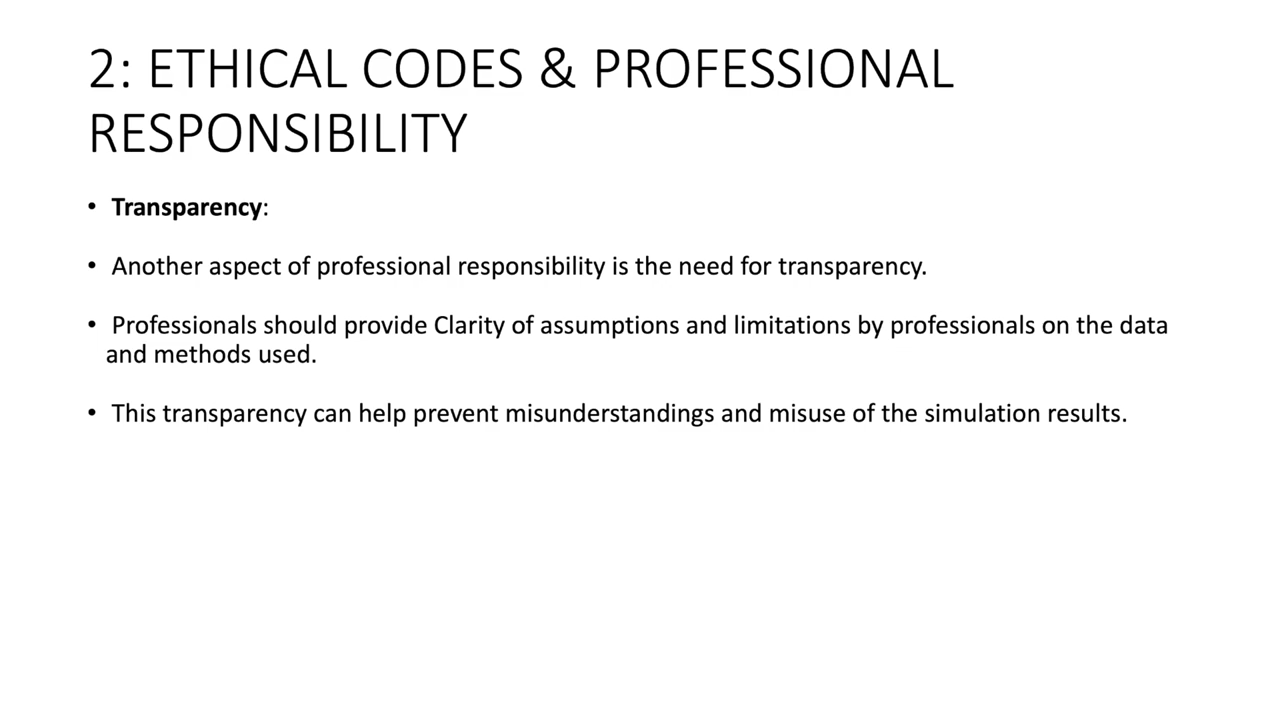 2: ETHICAL CODES & PROFESSIONAL
RESPONSIBILITY
• Transparency:
• Another aspect of professional responsibility is the need for transparency.
• Professionals should provide Clarity of assumptions and limitations by professionals on the data
and methods used.
• This transparency can help prevent misunderstandings and misuse of the simulation results.